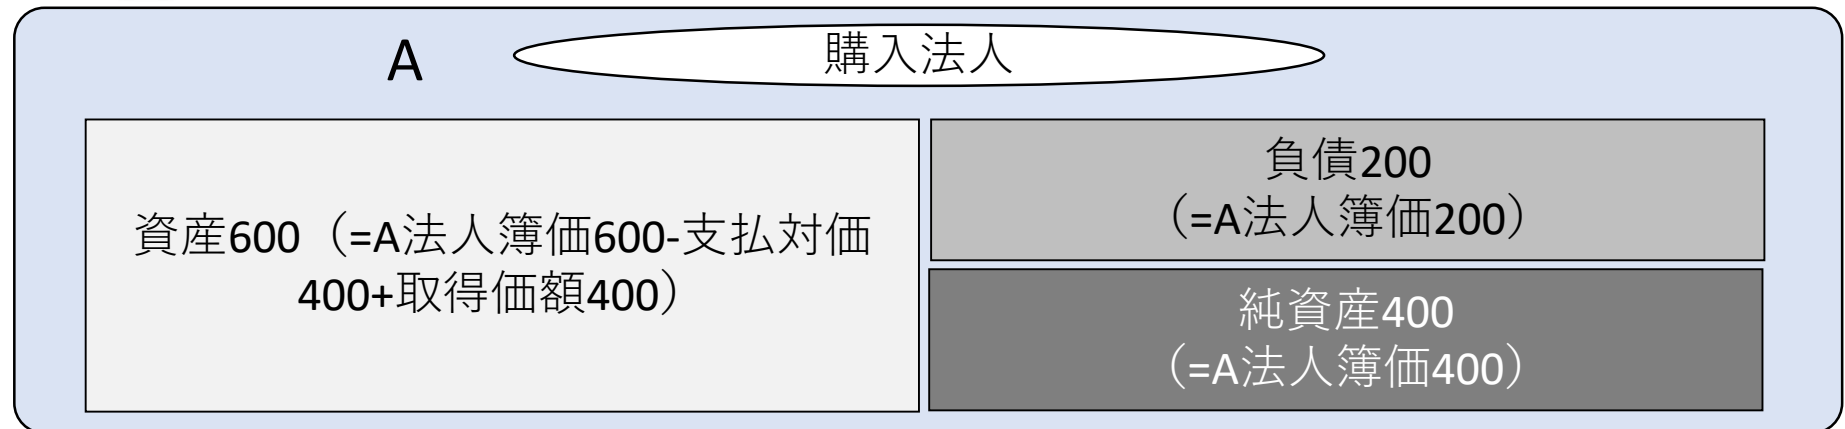 A
購入法人
資産600（=A法人簿価600-支払対価
400+取得価額400）
負債200
（=A法人簿価200）
純資産400
（=A法人簿価400）